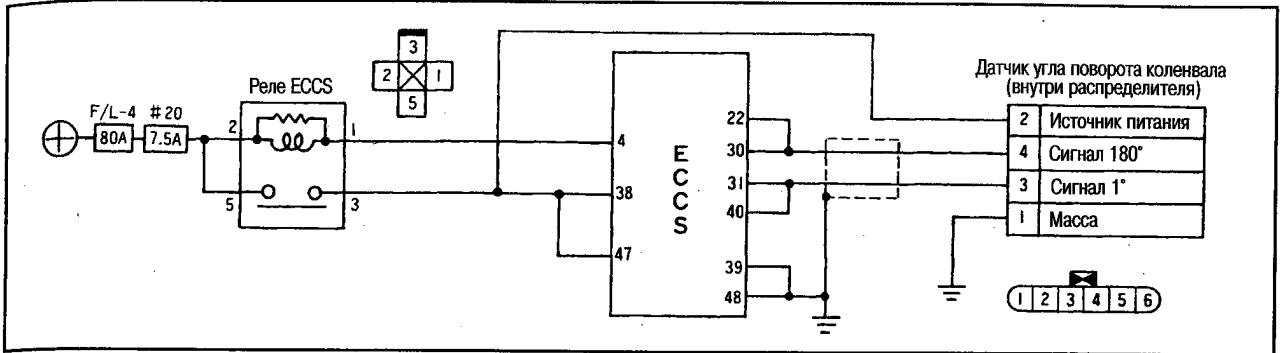 F/L-4 #20
80A 7.5A
Реле ECCS
2 1
5 3
3
2 1
5
4
38
47
ECCS
22
30
31
40
39
48
Датчик угла поворота коленвала
(внутри распределителя)
2 Источник питания
4 Сигнал 180°
3 Сигнал 1°
1 Масса
1 2 3 4 5 6